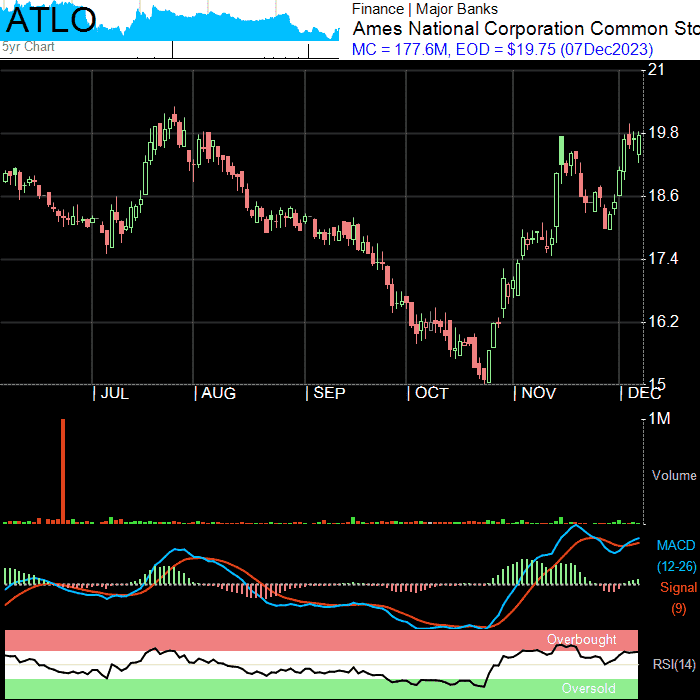 ATLO
5yr Chart
Finance | Major Banks
Ames National Corporation Common Sto
MC = 177.6M, EOD = $19.75 (07Dec2023)
21
19.8
18.6
17.4
16.2
15
JUL AUG SEP OCT NOV DEC
1M
Volume
MACD
(12-26)
Signal
(9)
Overbought
RSI(14)
Oversold